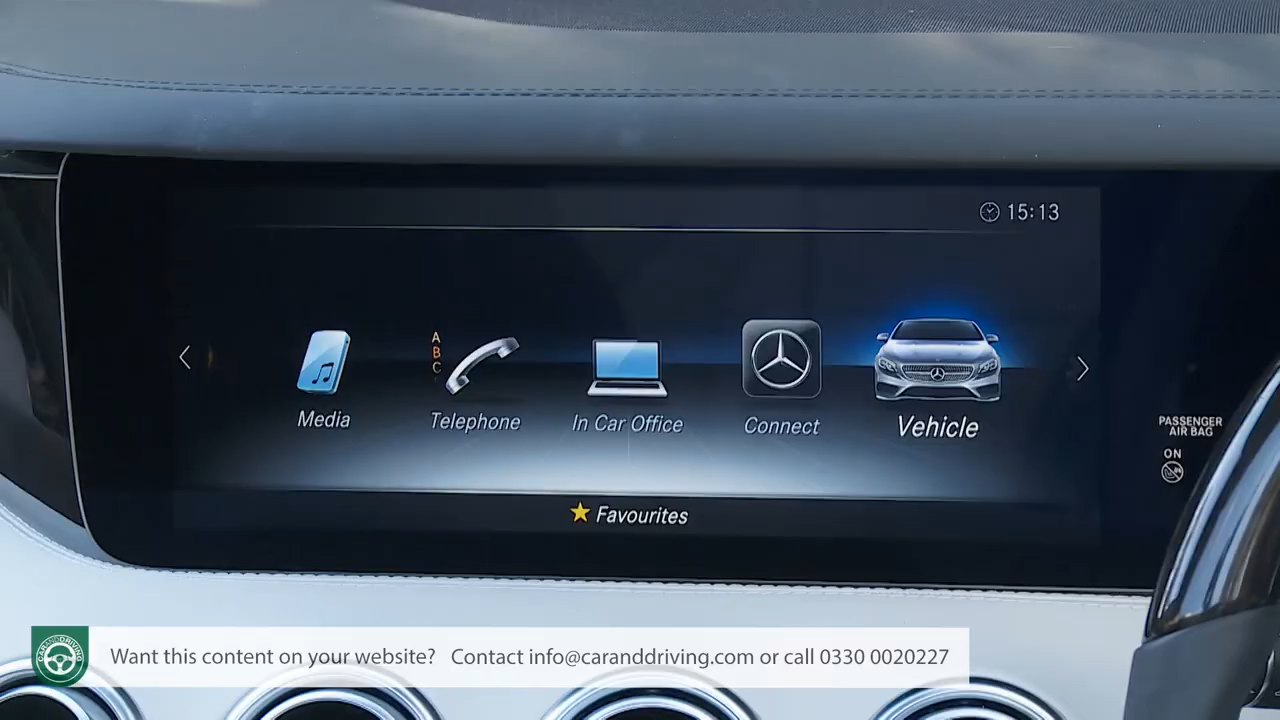 15:13
A
B
C
Media
Telephone
In Car Office
Connect
Vehicle
PASSENGER
AIR BAG
ON
Favourites
CARANDDRIVING
Want this content on your website? Contact info@caranddriving.com or call 0330 0020227